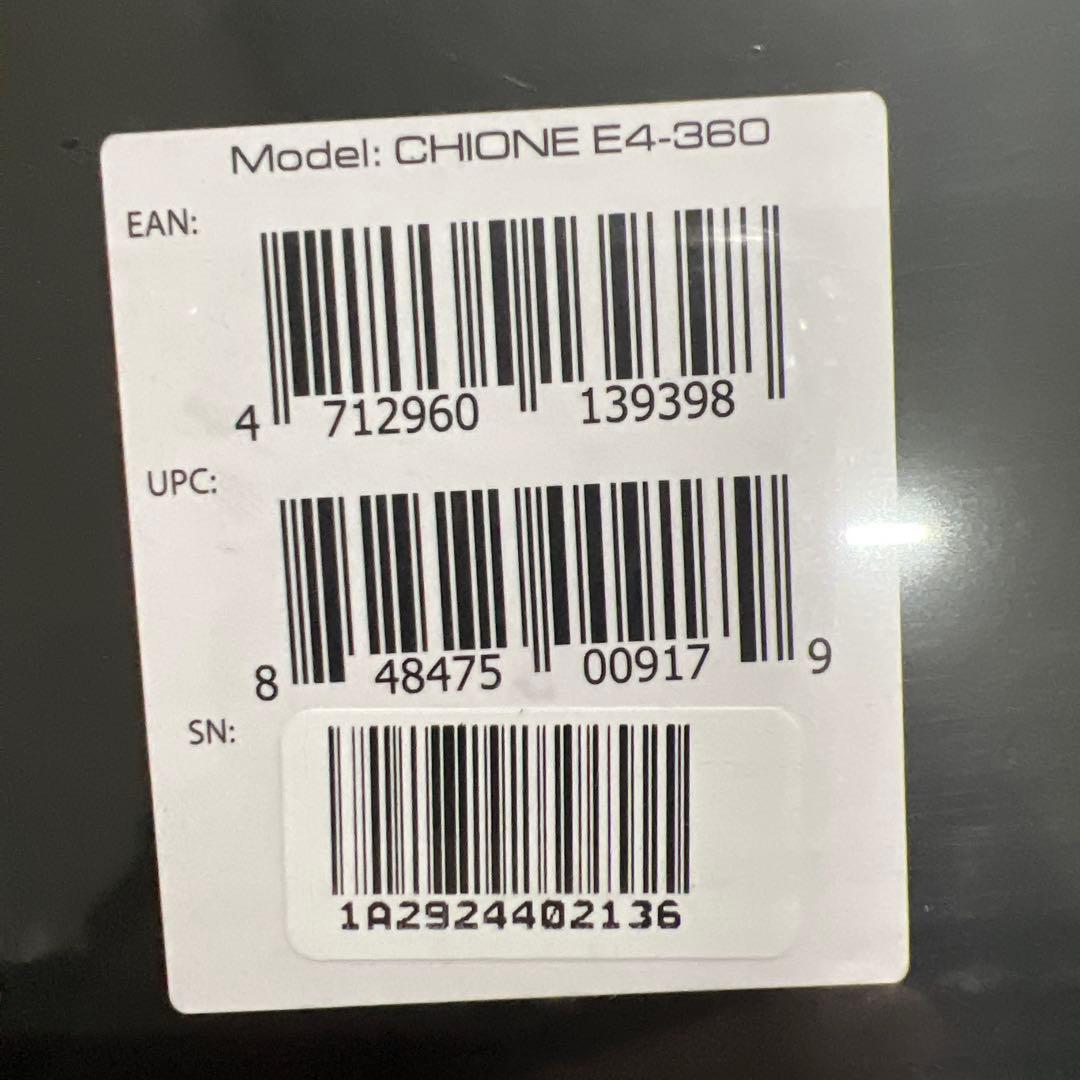 Model: CHIONE E4-360
EAN:
4 712960 139398
UPC:
8 48475 00917 9
SN:
1A2924402136